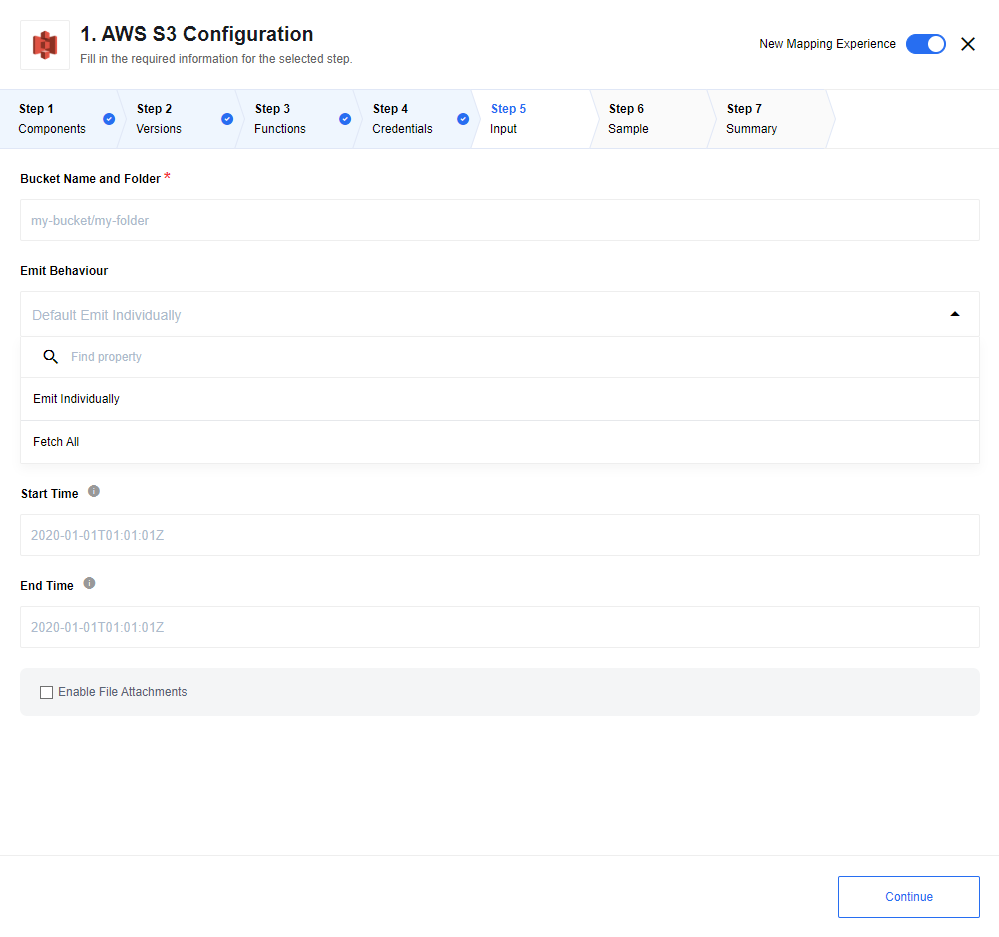 1. AWS S3 Configuration
Fill in the required information for the selected step.
New Mapping Experience
Step 1
Components
Step 2
Versions
Step 3
Functions
Step 4
Credentials
Step 5
Input
Step 6
Sample
Step 7
Summary
Bucket Name and Folder *
my-bucket/my-folder
Emit Behaviour
Default Emit Individually
Find property
Emit Individually
Fetch All
Start Time
2020-01-01T01:01:01Z
End Time
2020-01-01T01:01:01Z
Enable File Attachments
Continue